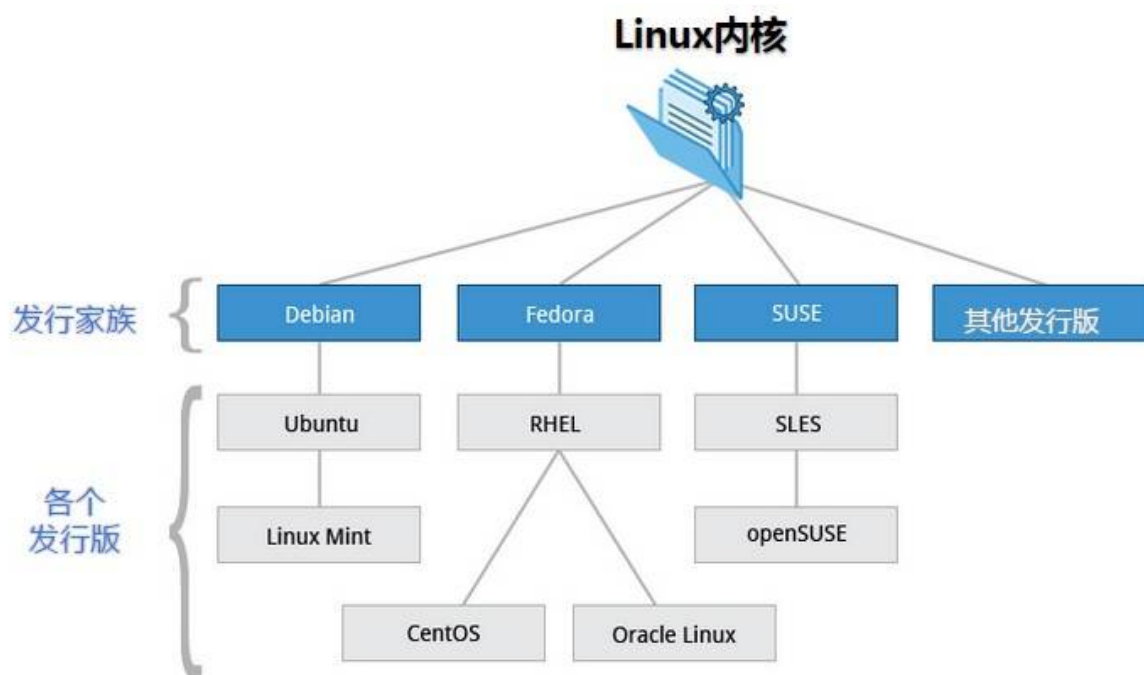 Linux内核
发行家族
Debian
Fedora
SUSE
其他发行版
各个
发行版
Ubuntu
RHEL
SLES
Linux Mint
openSUSE
CentOS
Oracle Linux